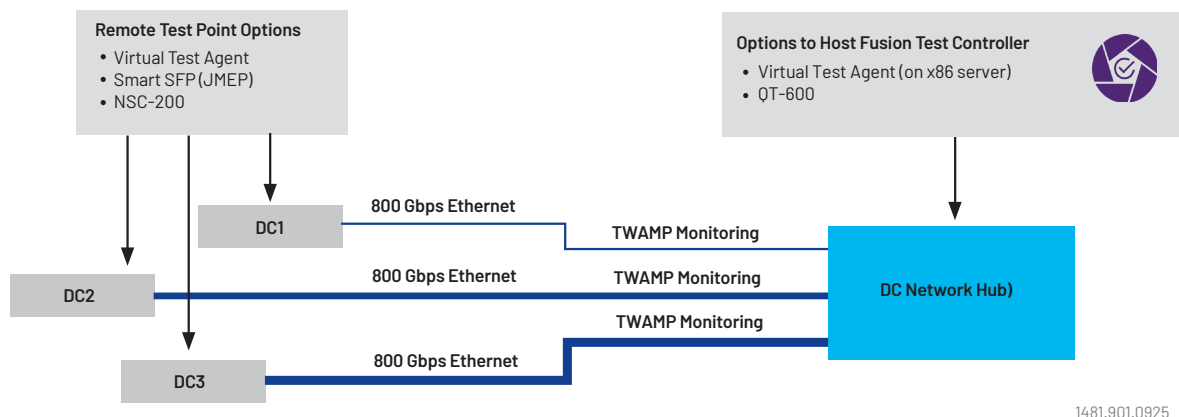 Remote Test Point Options
• Virtual Test Agent
• Smart SFP (JMEP)
• NSC-200
Options to Host Fusion Test Controller
• Virtual Test Agent (on x86 server)
• QT-600
800 Gbps Ethernet
DC1
TWAMP Monitoring
800 Gbps Ethernet
TWAMP Monitoring
DC2
DC Network Hub)
TWAMP Monitoring
800 Gbps Ethernet
DC3
1481.901.0925